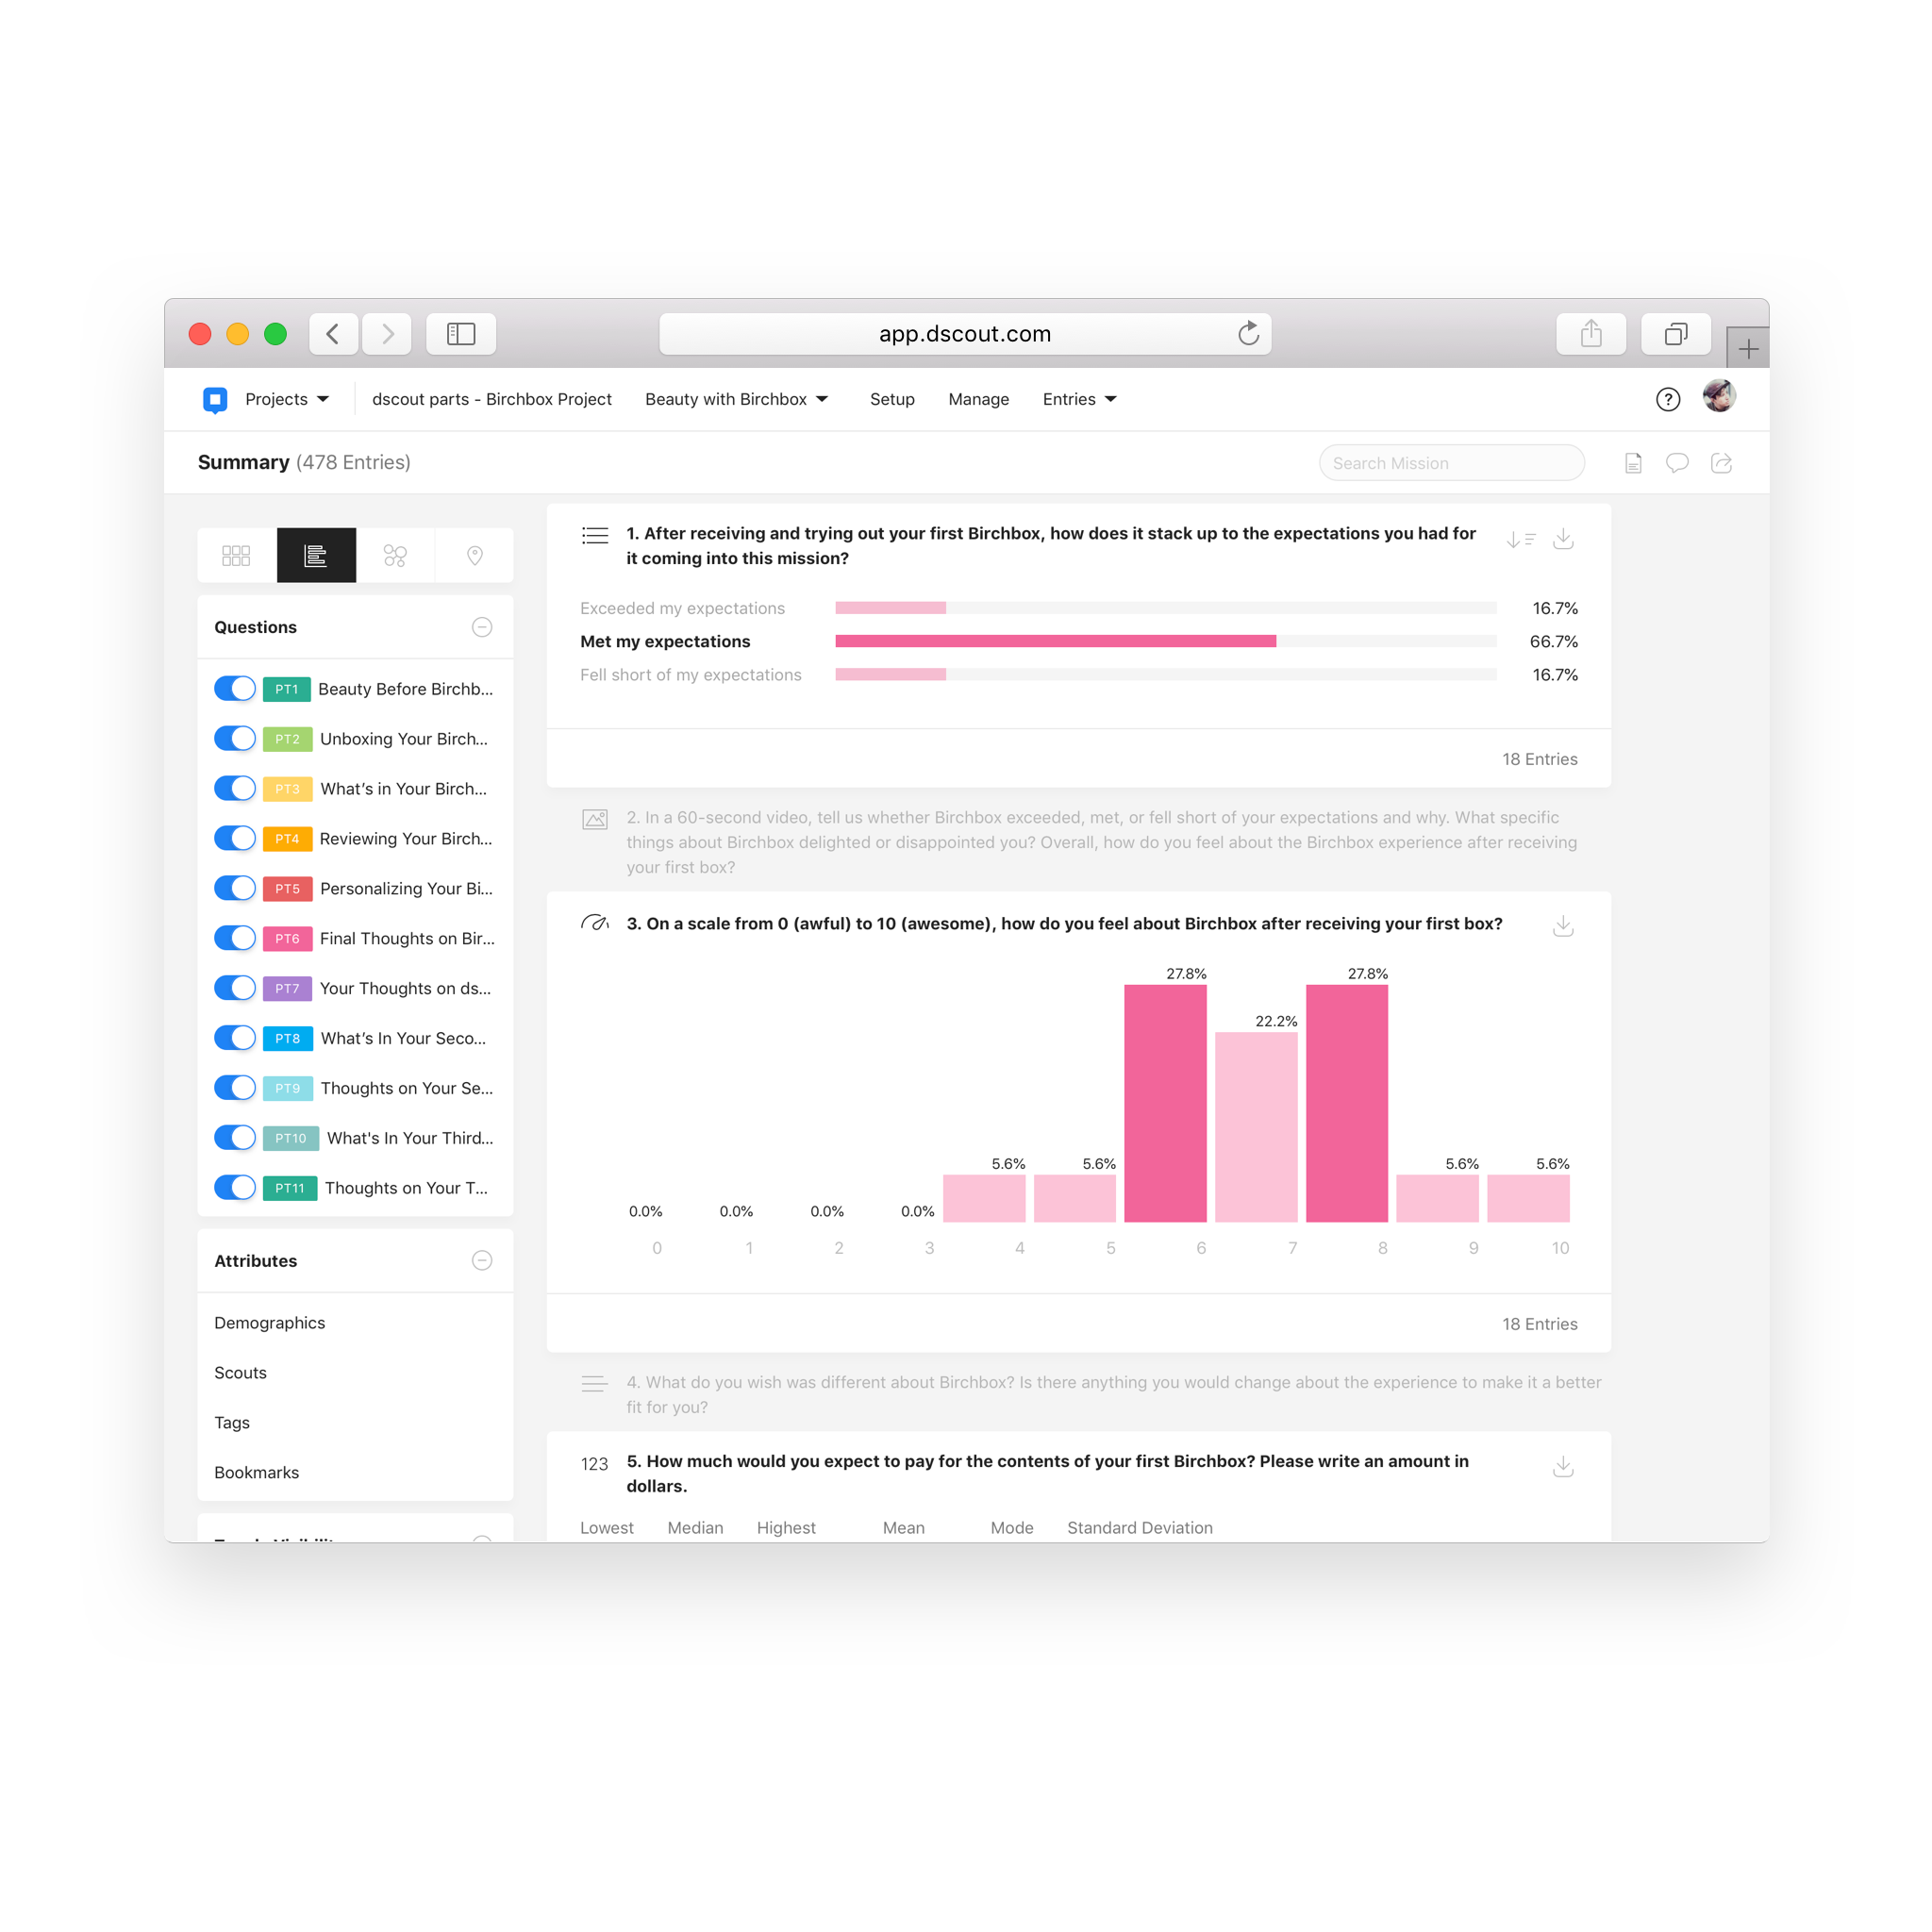 app.dscout.com
Projects
dscout parts - Birchbox Project
Beauty with Birchbox
Setup
Manage
Entries
?
Summary (478 Entries)
Search Mission
Questions
PT1 Beauty Before Birchb...
PT2 Unboxing Your Birch...
PT3 What’s in Your Birch...
PT4 Reviewing Your Birch...
PT5 Personalizing Your Bi...
PT6 Final Thoughts on Bir...
PT7 Your Thoughts on ds...
PT8 What’s In Your Seco...
PT9 Thoughts on Your Se...
PT10 What's In Your Third...
PT11 Thoughts on Your T...
Attributes
Demographics
Scouts
Tags
Bookmarks
1. After receiving and trying out your first Birchbox, how does it stack up to the expectations you had for
it coming into this mission?
Exceeded my expectations 16.7%
Met my expectations 66.7%
Fell short of my expectations 16.7%
18 Entries
2. In a 60-second video, tell us whether Birchbox exceeded, met, or fell short of your expectations and why. What specific
things about Birchbox delighted or disappointed you? Overall, how do you feel about the Birchbox experience after receiving
your first box?
3. On a scale from 0 (awful) to 10 (awesome), how do you feel about Birchbox after receiving your first box?
27.8% 27.8%
22.2%
5.6% 5.6% 5.6% 5.6%
0.0% 0.0% 0.0% 0.0%
0 1 2 3 4 5 6 7 8 9 10
18 Entries
4. What do you wish was different about Birchbox? Is there anything you would change about the experience to make it a better
fit for you?
123 5. How much would you expect to pay for the contents of your first Birchbox? Please write an amount in
dollars.
Lowest Median Highest Mean Mode Standard Deviation